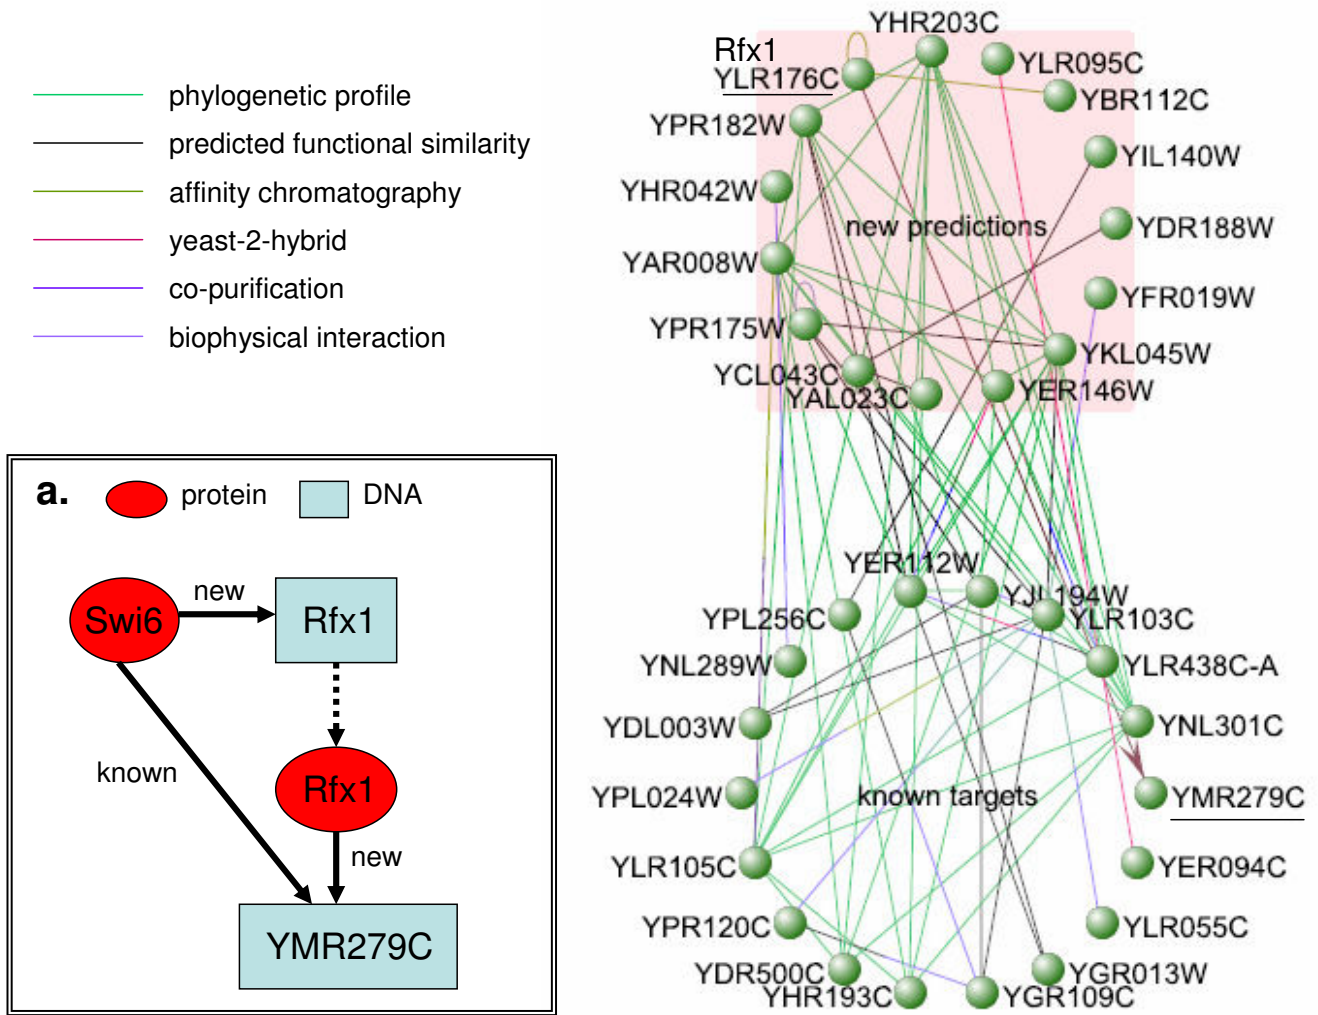 phylogenetic profile
predicted functional similarity
affinity chromatography
yeast-2-hybrid
co-purification
biophysical interaction
a.
protein
DNA
Swi6
new
Rfx1
known
Rfx1
new
YMR279C
YHR203C
Rfx1
YLR176C
YLR095C
YBR112C
YPR182W
YIL140W
YHR042W
new predictions
YDR188W
YAR008W
YFR019W
YPR175W
YKL045W
YCL043C
YAL023C
YER146W
YER112W
YJL194W
YPL256C
YLR103C
YNL289W
YLR438C-A
YDL003W
YNL301C
YPL024W
known targets
YMR279C
YLR105C
YER094C
YPR120C
YLR055C
YDR500C
YGR013W
YHR193C
YGR109C